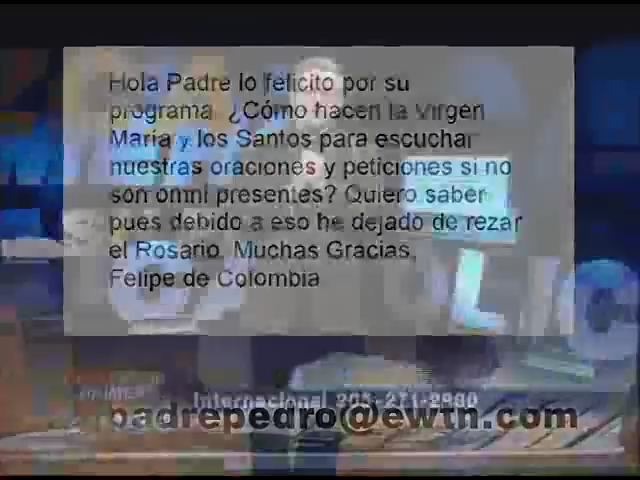 Hola Padre lo felicito por su
programa. ¿Cómo hacen la Virgen
María y los Santos para escuchar
nuestras oraciones y peticiones si no
son omni presentes? Quiero saber
pues debido a eso he dejado de rezar
el Rosario. Muchas Gracias.
Felipe de Colombia
Internacional 205-271-2980
padrepedro@ewtn.com